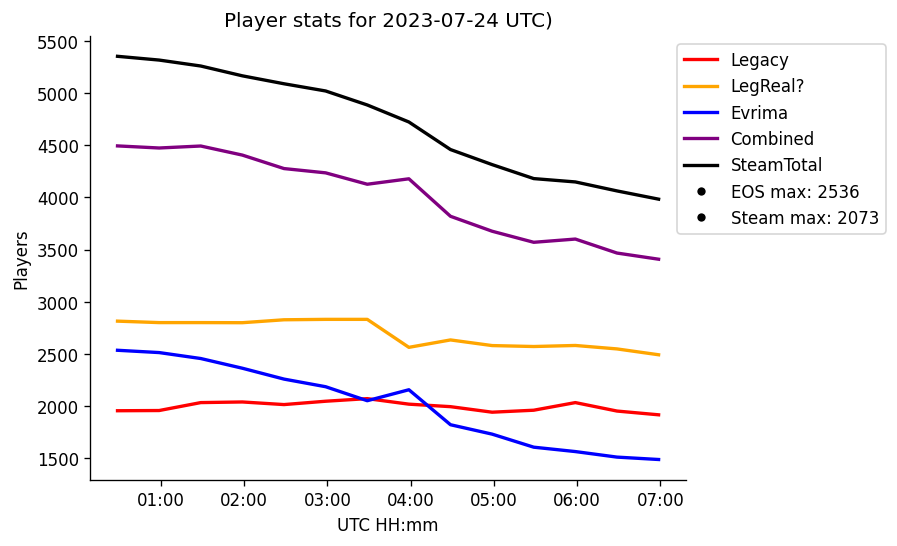 Player stats for 2023-07-24 UTC)
5500
5000
4500
4000
3500
3000
2500
2000
1500
Players
01:00 02:00 03:00 04:00 05:00 06:00 07:00
UTC HH:mm
Legacy
LegReal?
Evrima
Combined
SteamTotal
EOS max: 2536
Steam max: 2073